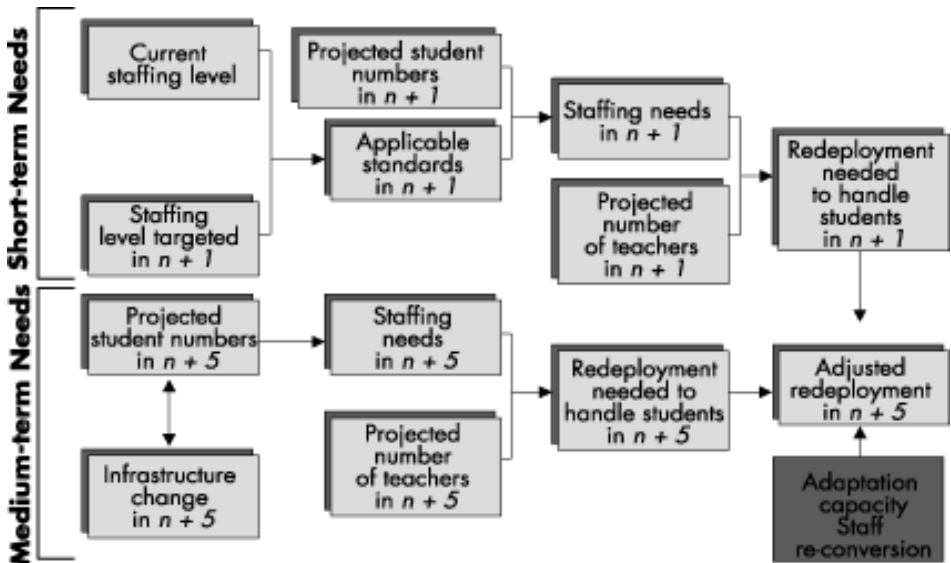 Short-term Needs
Current
staffing level
Staffing
level targeted
in n + 1
Projected student
numbers
in n + 1
Applicable
standards
in n + 1
Staffing needs
in n + 1
Projected
number
of teachers
in n + 1
Redeployment
needed
to handle
students
in n + 1
Medium-term Needs
Projected
student numbers
in n + 5
Infrastructure
change
in n + 5
Staffing
needs
in n + 5
Projected
number
of teachers
in n + 5
Redeployment
needed to
handle students
in n + 5
Adjusted
redeployment
in n + 5
Adaptation
capacity
Staff
re-conversion